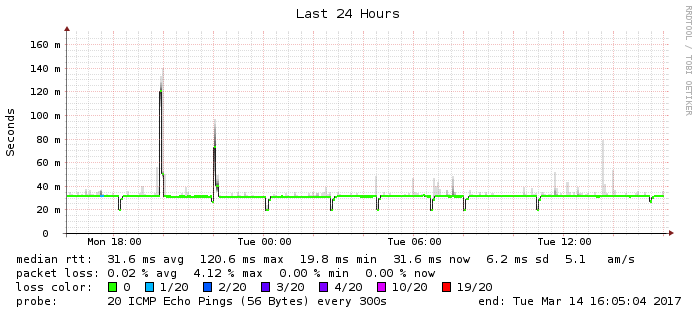 Last 24 Hours
RRDTOOL / TOBI OETIKER
Seconds
160 m
140 m
120 m
100 m
80 m
60 m
40 m
20 m
0
Mon 18:00 Tue 00:00 Tue 06:00 Tue 12:00
median rtt: 31.6 ms avg 120.6 ms max 19.8 ms min 31.6 ms now 6.2 ms sd 5.1 am/s
packet loss: 0.02 % avg 4.12 % max 0.00 % min 0.00 % now
loss color: 0 1/20 2/20 3/20 4/20 10/20 19/20
probe: 20 ICMP Echo Pings (56 Bytes) every 300s end: Tue Mar 14 16:05:04 2017